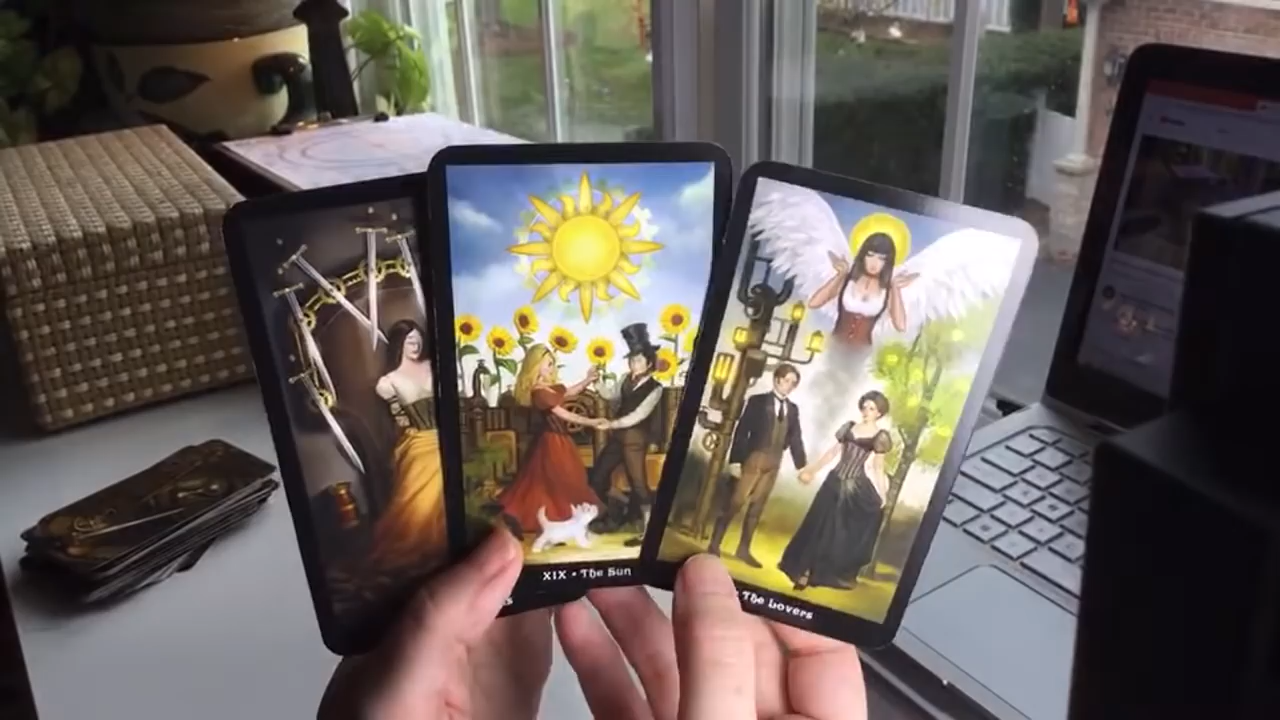 s
XIX • The Sun
The Lovers